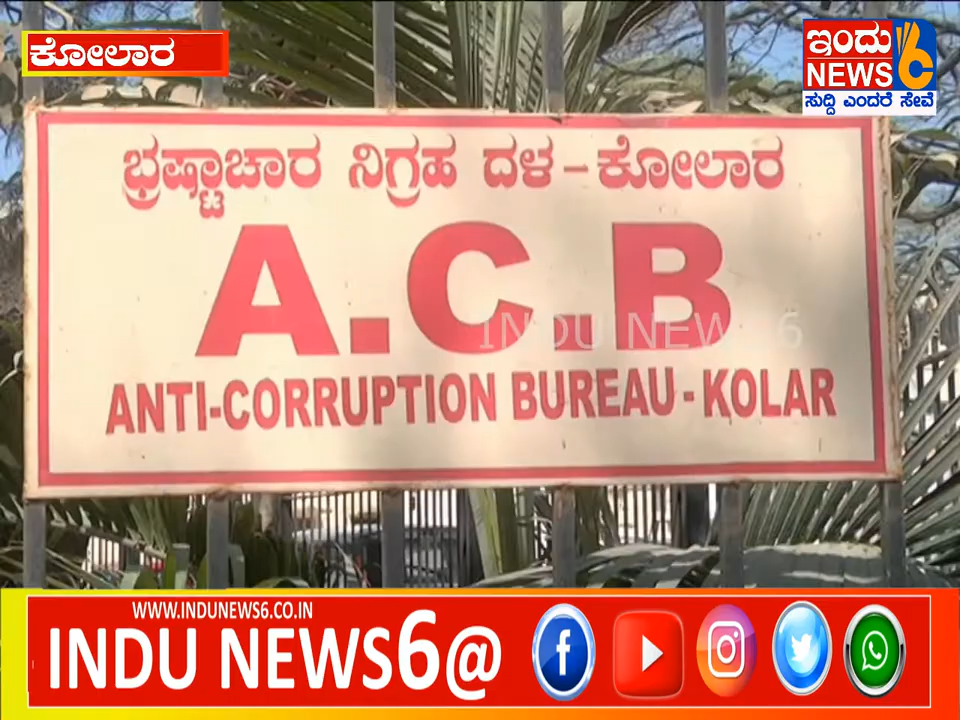 ಕೋಲಾರ
ಇಂದು
NEWS 6
ಸುದ್ದಿ ಎಂದರೆ ಸೇವೆ
ಭ್ರಷ್ಟಾಚಾರ ನಿಗ್ರಹ ದಳ - ಕೋಲಾರ
A.C.B
INDU NEWS 6
ANTI-CORRUPTION BUREAU - KOLAR
WWW.INDUNEWS6.CO.IN
INDU NEWS6@